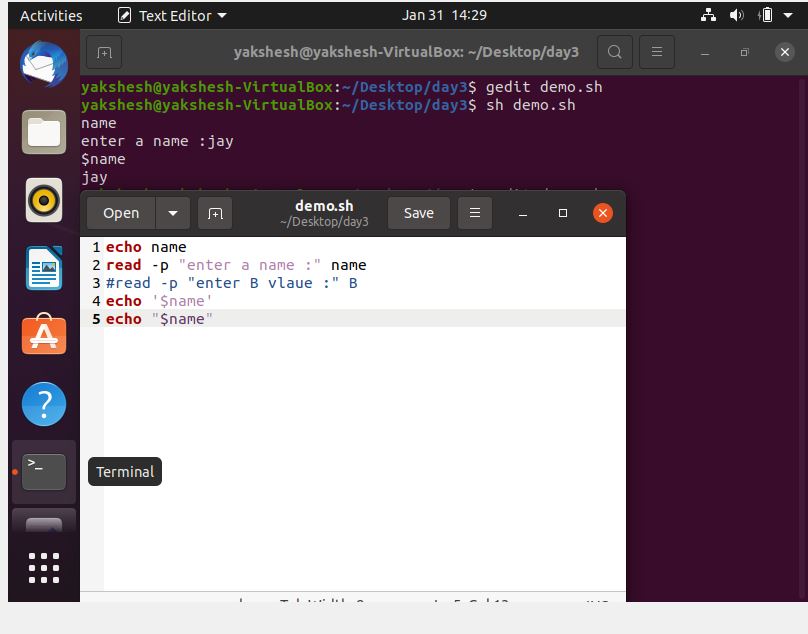 Activities Text Editor Jan 31 14:29
yakshesh@yakshesh-VirtualBox: ~/Desktop/day3
yakshesh@yakshesh-VirtualBox:~/Desktop/day3$ gedit demo.sh
yakshesh@yakshesh-VirtualBox:~/Desktop/day3$ sh demo.sh
name
enter a name :jay
$name
jay
Open demo.sh Save
~/Desktop/day3
1 echo name
2 read -p "enter a name :" name
3 #read -p "enter B vlaue :" B
4 echo '$name'
5 echo "$name"
Terminal